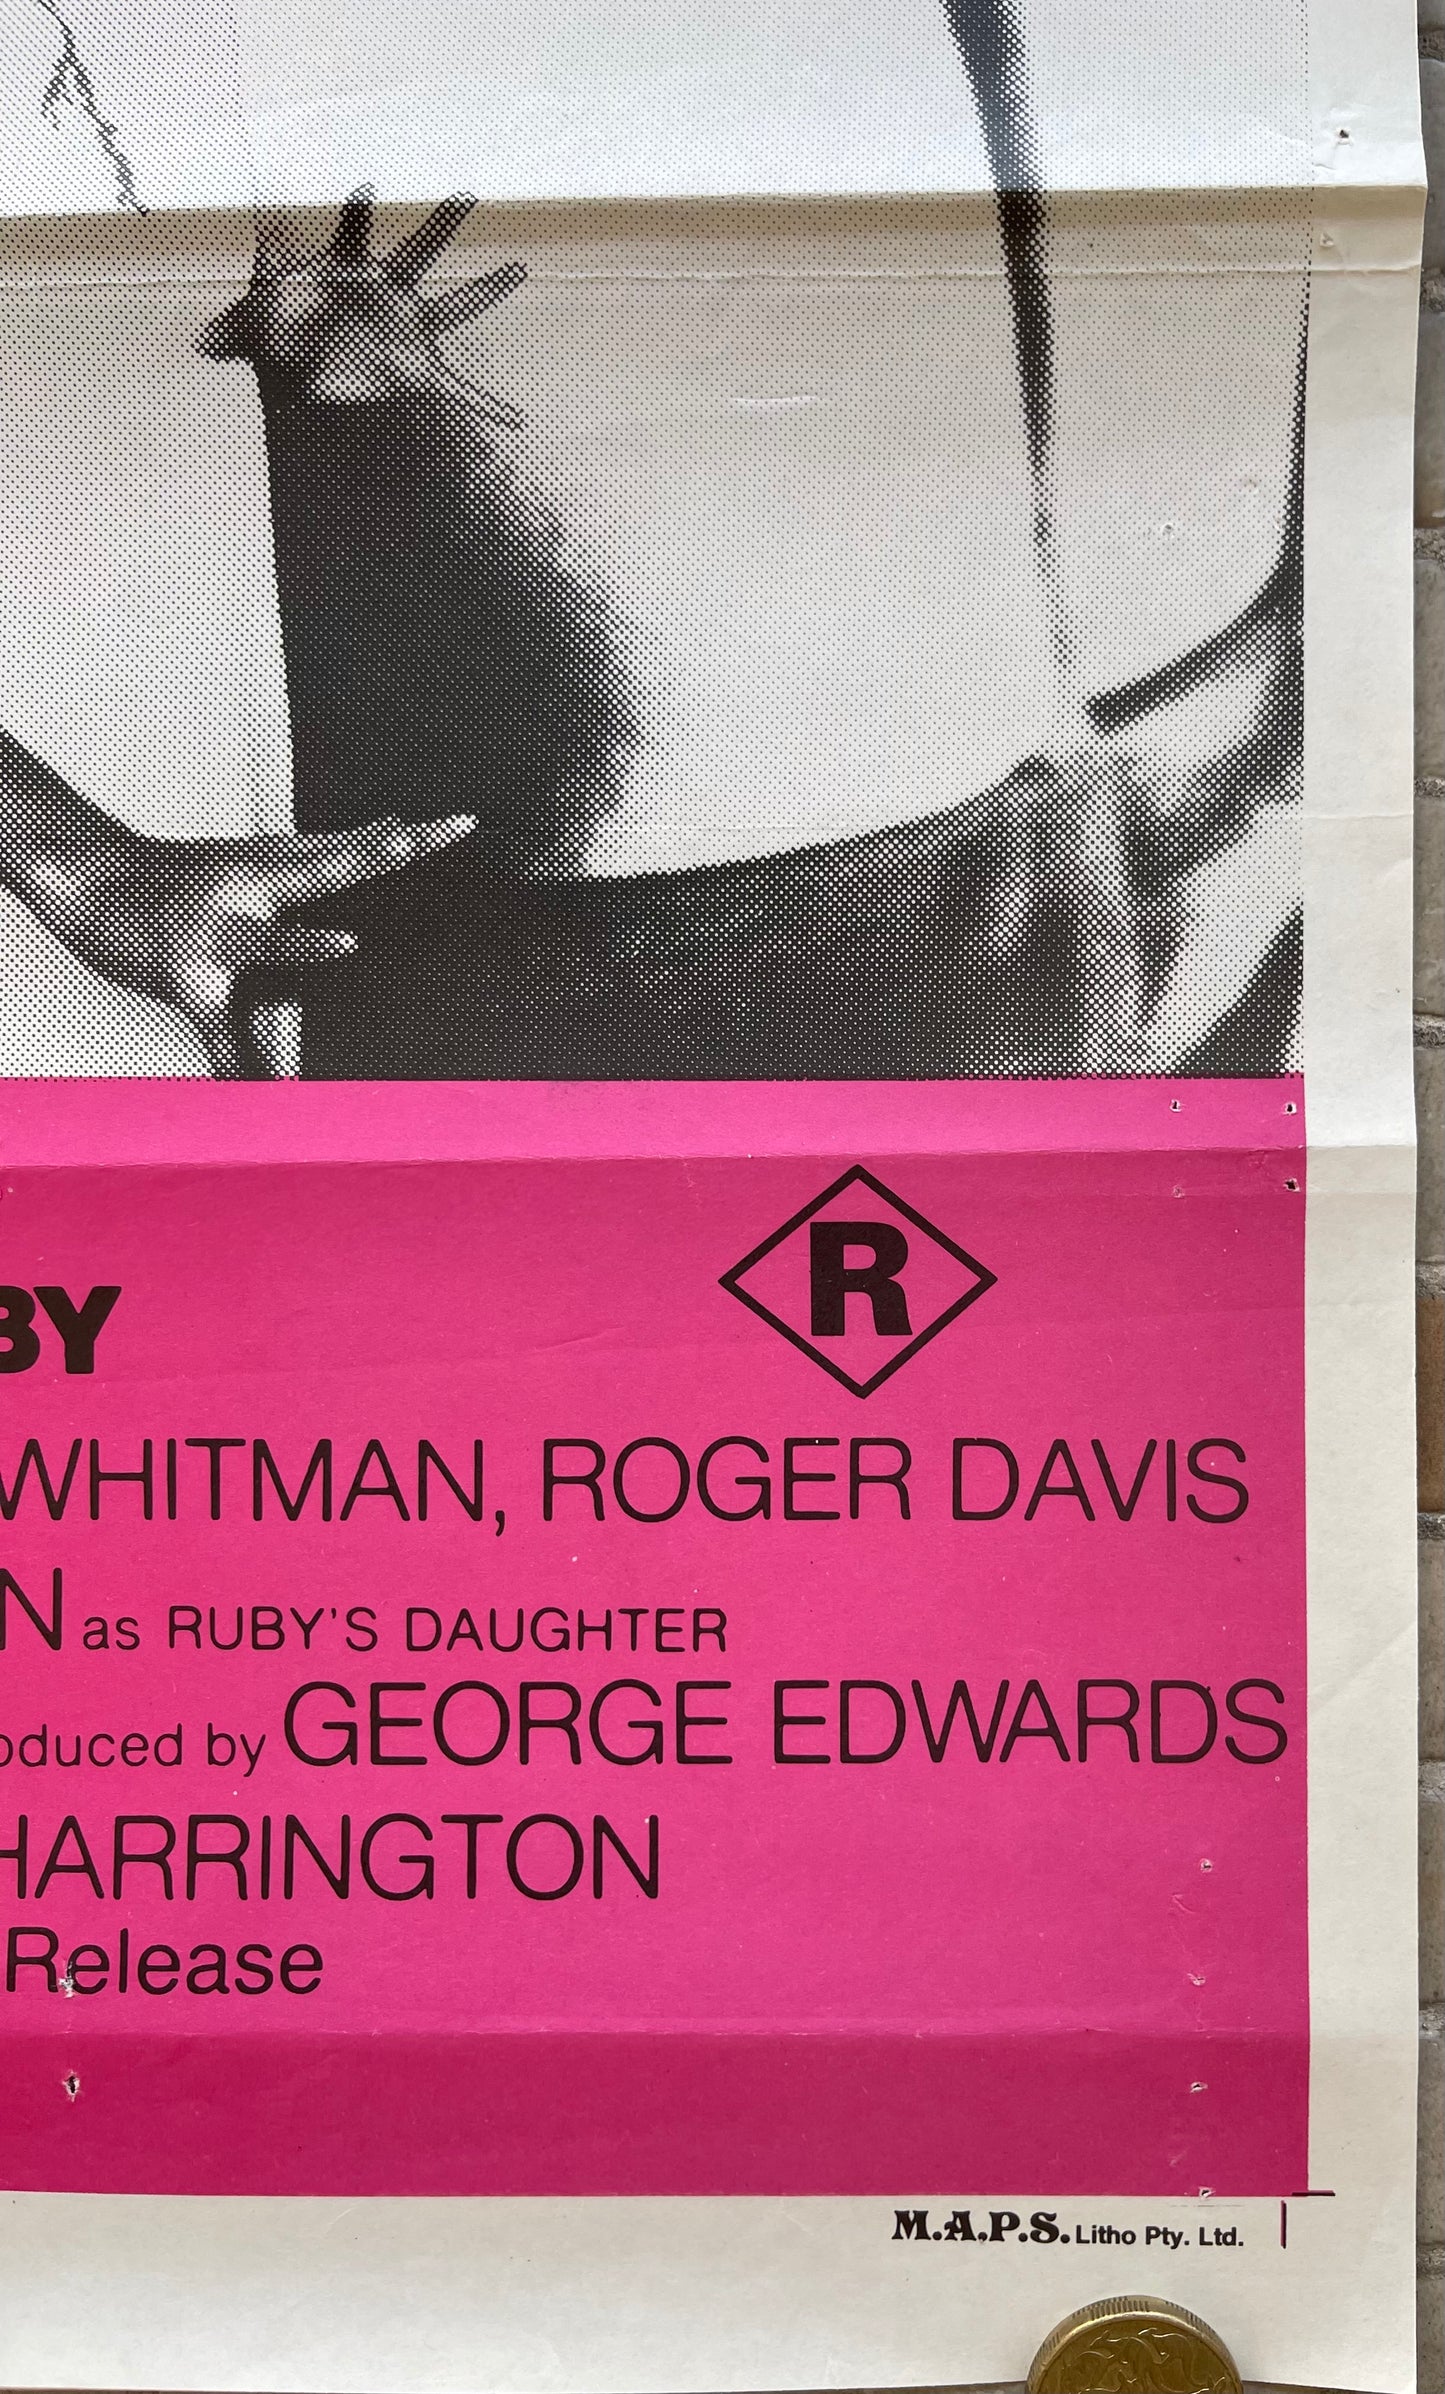 R
BY
WHITMAN, ROGER DAVIS
N as RUBY'S DAUGHTER
oduced by GEORGE EDWARDS
HARRINGTON
Release
M.A.P.S. Litho Pty. Ltd.